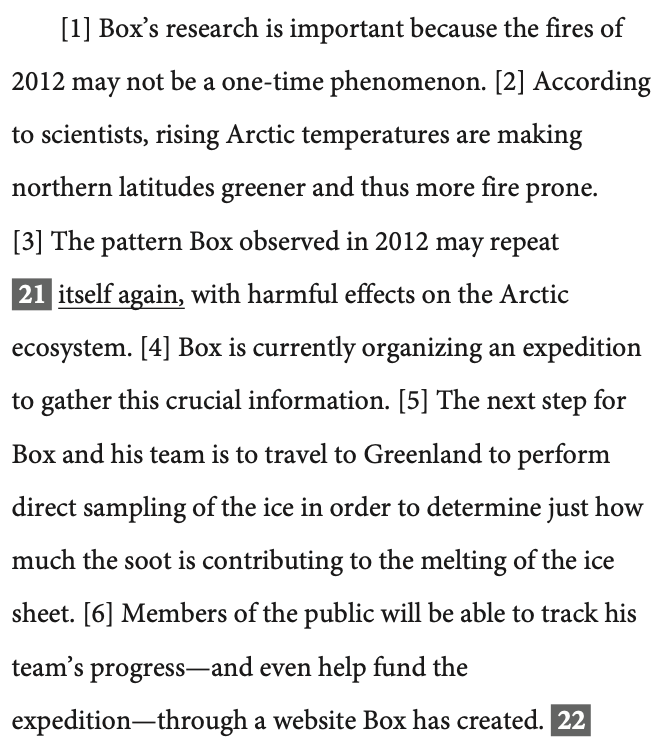 [1] Box’s research is important because the fires of
2012 may not be a one-time phenomenon. [2] According
to scientists, rising Arctic temperatures are making
northern latitudes greener and thus more fire prone.
[3] The pattern Box observed in 2012 may repeat
21 itself again, with harmful effects on the Arctic
ecosystem. [4] Box is currently organizing an expedition
to gather this crucial information. [5] The next step for
Box and his team is to travel to Greenland to perform
direct sampling of the ice in order to determine just how
much the soot is contributing to the melting of the ice
sheet. [6] Members of the public will be able to track his
team’s progress—and even help fund the
expedition—through a website Box has created. 22